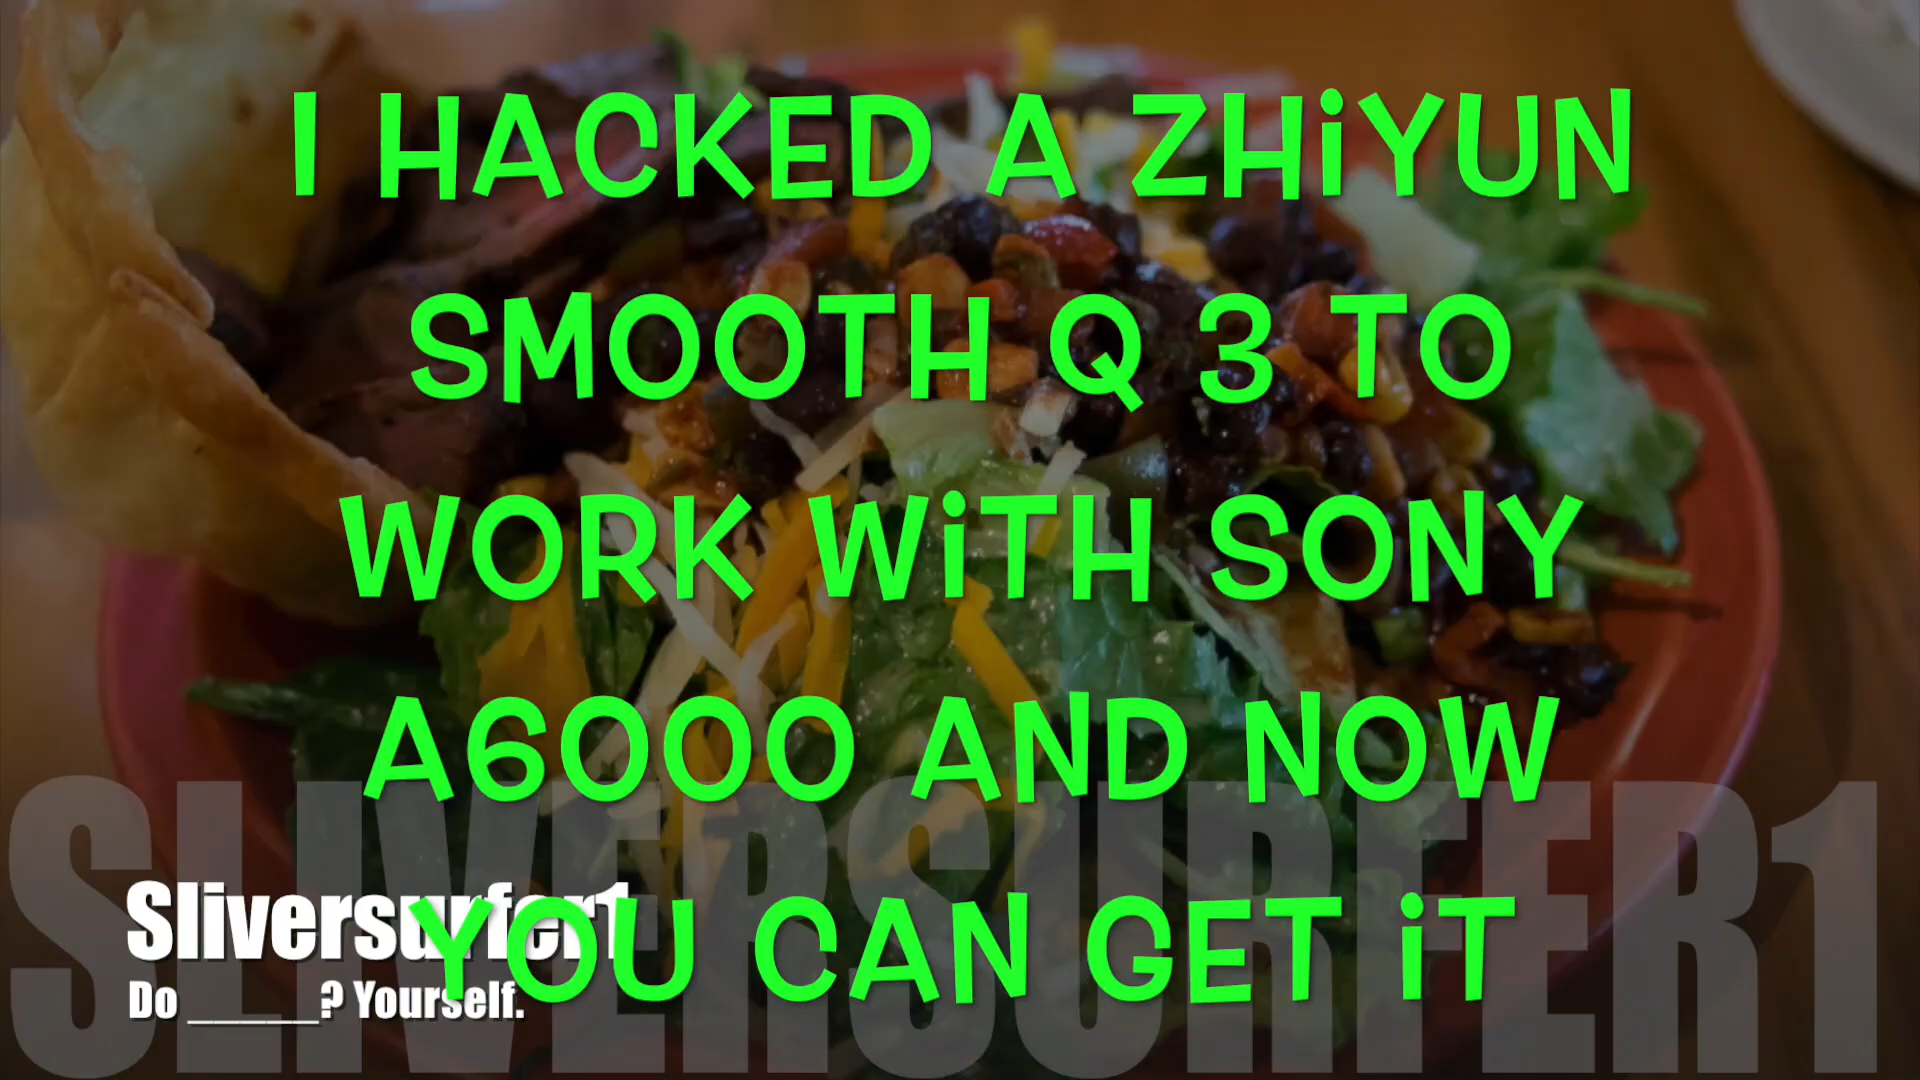 I HACKED A ZHiYUN
SMOOTH Q 3 TO
WORK WiTH SONY
A6000 AND NOW
YOU CAN GET iT
SLIVERSURFER1
Sliversurfer1
Do _____? Yourself.